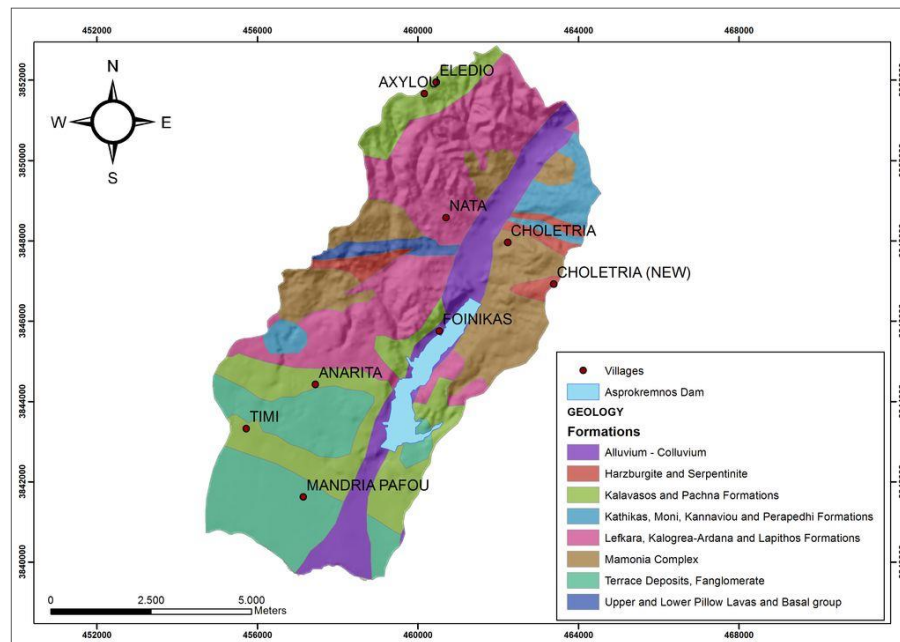 452000 456000 460000 464000 468000
3852000
3850000
3848000
3846000
3844000
3842000
3840000
N
W E
S
ELEDIO
AXYLOU
NATA
CHOLETRIA
CHOLETRIA (NEW)
FOINIKAS
ANARITA
TIMI
MANDRIA PAFOU
Villages
Asprokremnos Dam
GEOLOGY
Formations
Alluvium - Colluvium
Harzburgite and Serpentinite
Kalavasos and Pachna Formations
Kathikas, Moni, Kannaviou and Perapedhi Formations
Lefkara, Kalogrea-Ardana and Lapithos Formations
Mamonia Complex
Terrace Deposits, Fanglomerate
Upper and Lower Pillow Lavas and Basal group
0 2.500 5.000
Meters
452000 456000 460000 464000 468000